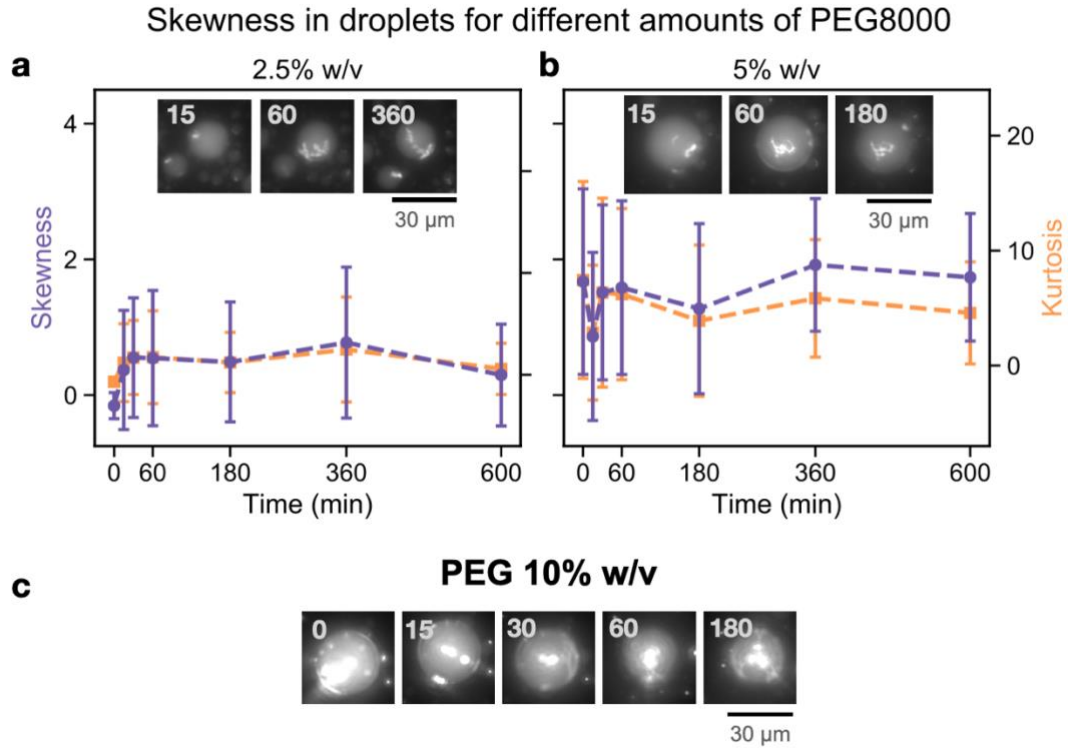 Skewness in droplets for different amounts of PEG8000
a
2.5% w/v
b
5% w/v
15
60
360
30 µm
15
60
180
30 µm
4
2
0
Skewness
20
10
0
Kurtosis
0 60 180 360 600
Time (min)
0 60 180 360 600
Time (min)
c
PEG 10% w/v
0
15
30
60
180
30 µm